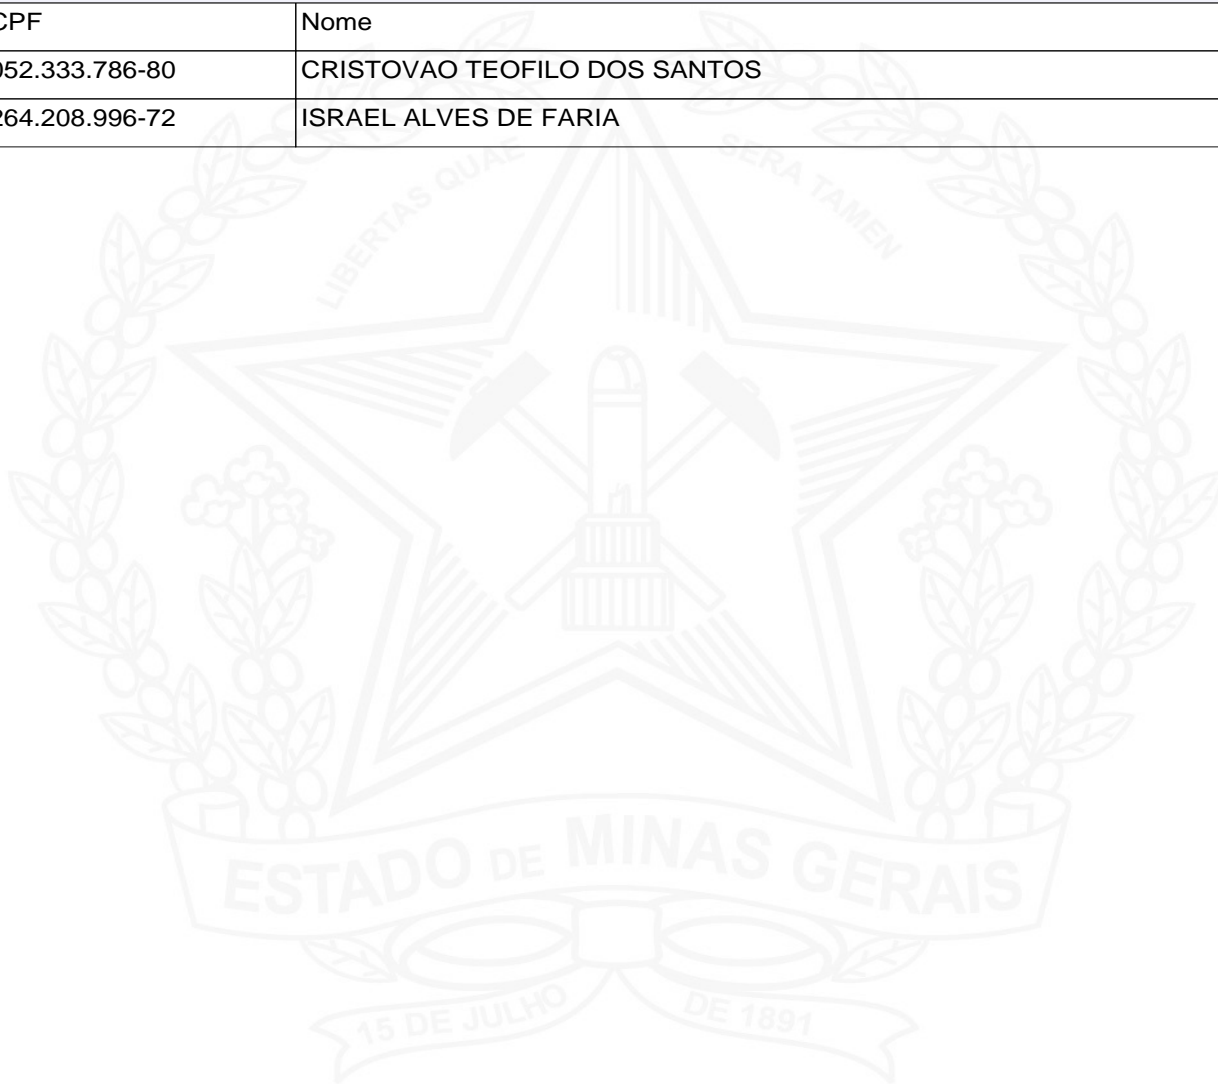 CPF Nome
052.333.786-80 CRISTOVAO TEOFILO DOS SANTOS
264.208.996-72 ISRAEL ALVES DE FARIA
LIBERTAS QUAE SERA TAMEN
ESTADO DE MINAS GERAIS
15 DE JULHO DE 1891